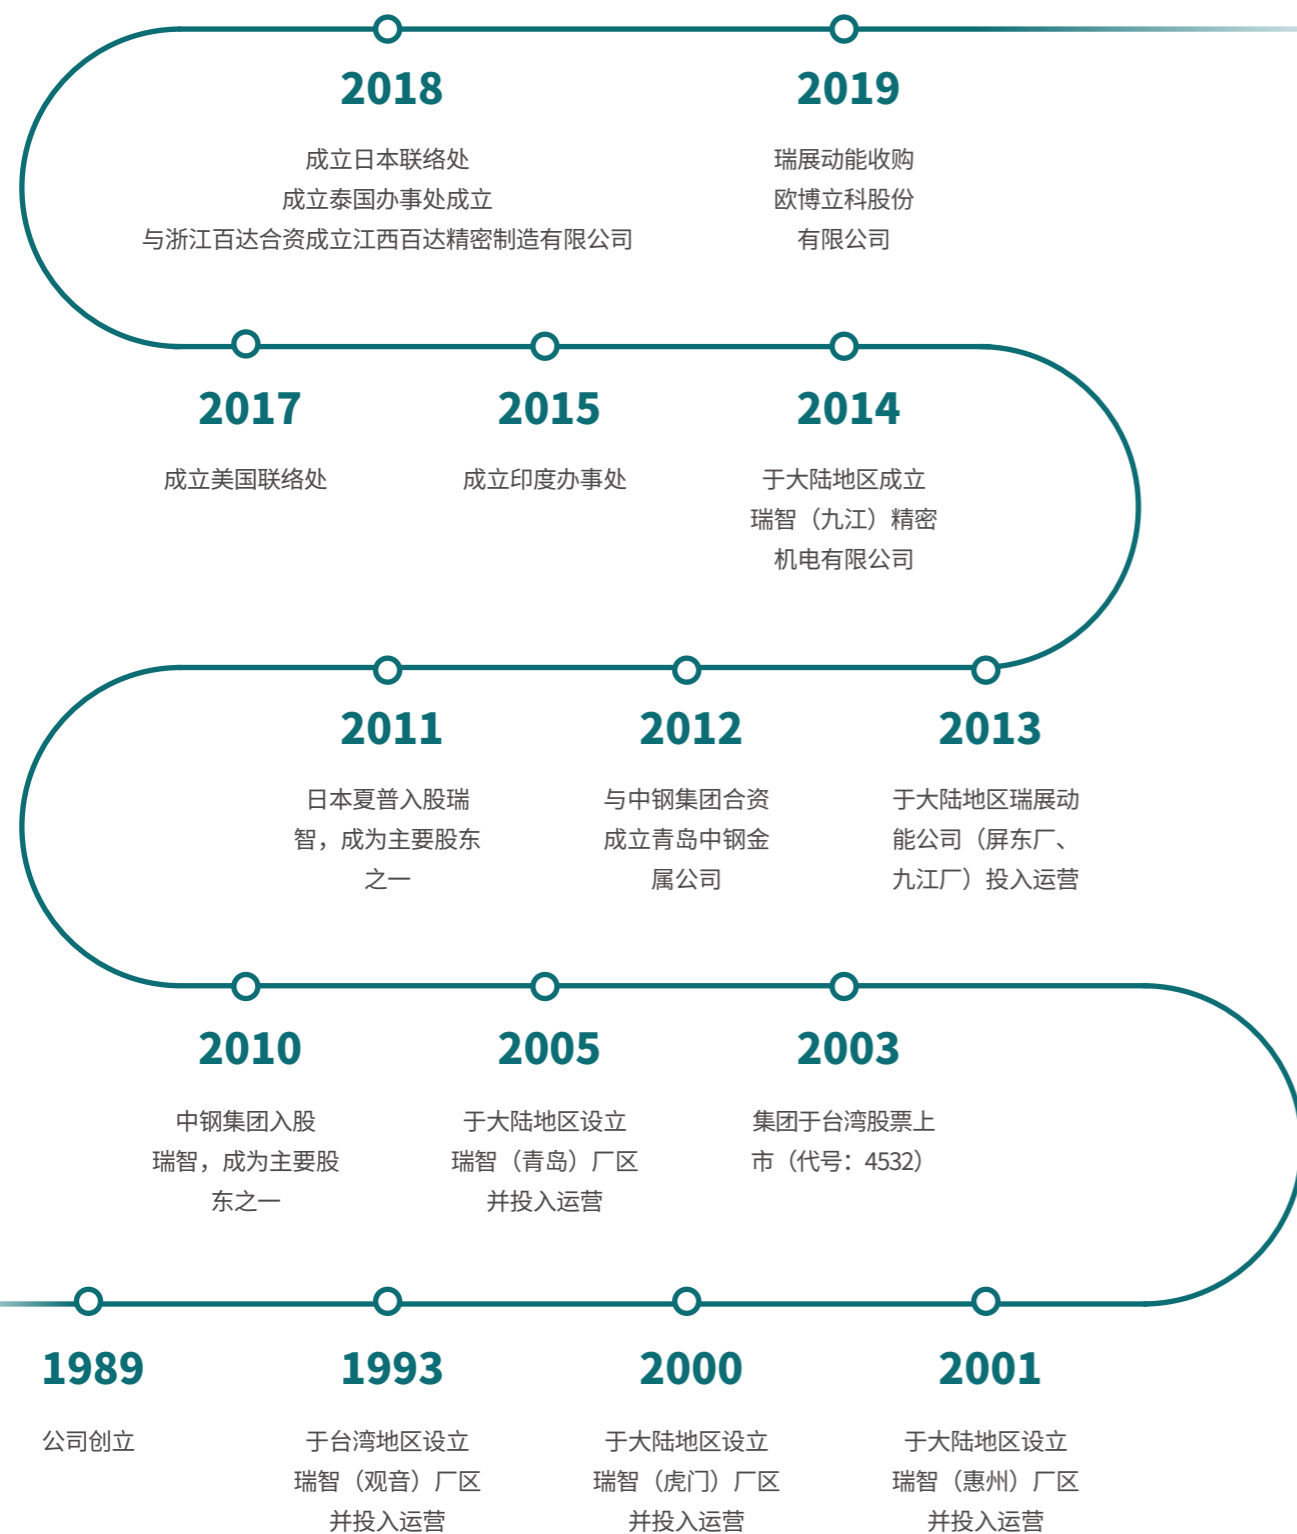 2018
成立日本联络处
成立泰国办事处成立
与浙江百达合资成立江西百达精密制造有限公司
2019
瑞展动能收购
欧博立科股份
有限公司
2017
成立美国联络处
2015
成立印度办事处
2014
于大陆地区成立
瑞智（九江）精密
机电有限公司
2011
日本夏普入股瑞
智，成为主要股东
之一
2012
与中钢集团合资
成立青岛中钢金
属公司
2013
于大陆地区瑞展动
能公司（屏东厂、
九江厂）投入运营
2010
中钢集团入股
瑞智，成为主要股
东之一
2005
于大陆地区设立
瑞智（青岛）厂区
并投入运营
2003
集团于台湾股票上
市（代号：4532）
1989
公司创立
1993
于台湾地区设立
瑞智（观音）厂区
并投入运营
2000
于大陆地区设立
瑞智（虎门）厂区
并投入运营
2001
于大陆地区设立
瑞智（惠州）厂区
并投入运营